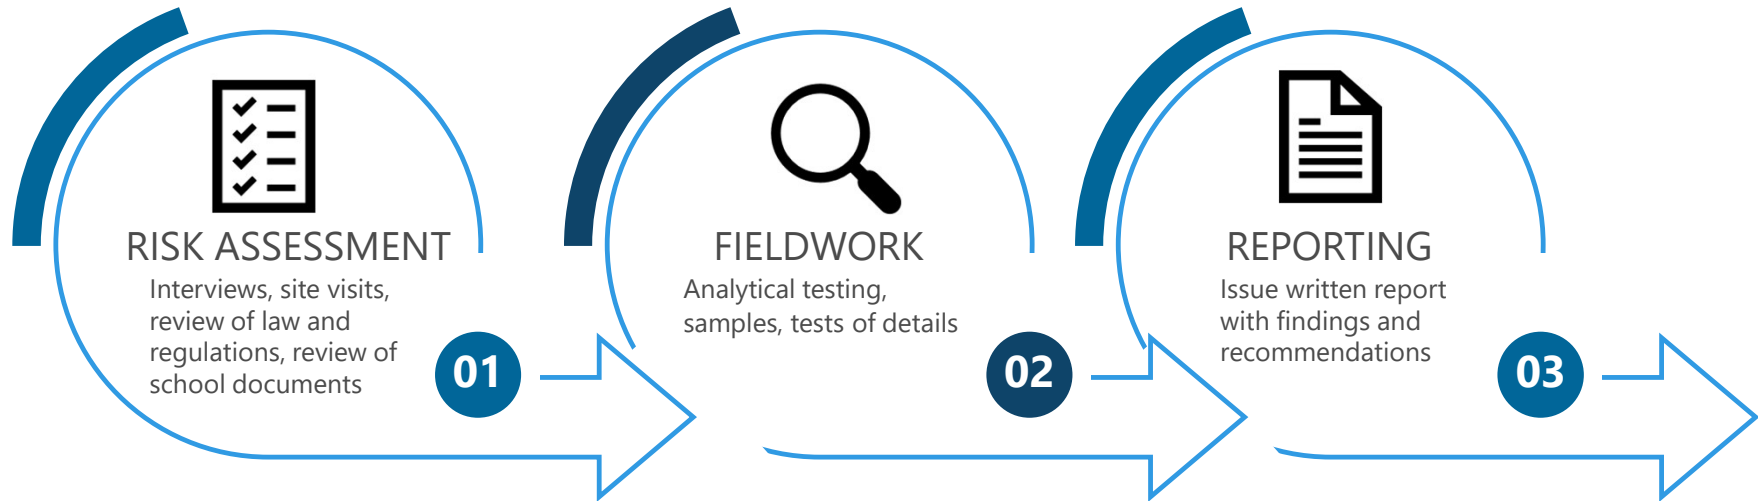 RISK ASSESSMENT
Interviews, site visits,
review of law and
regulations, review of
school documents
01
FIELDWORK
Analytical testing,
samples, tests of details
02
REPORTING
Issue written report
with findings and
recommendations
03